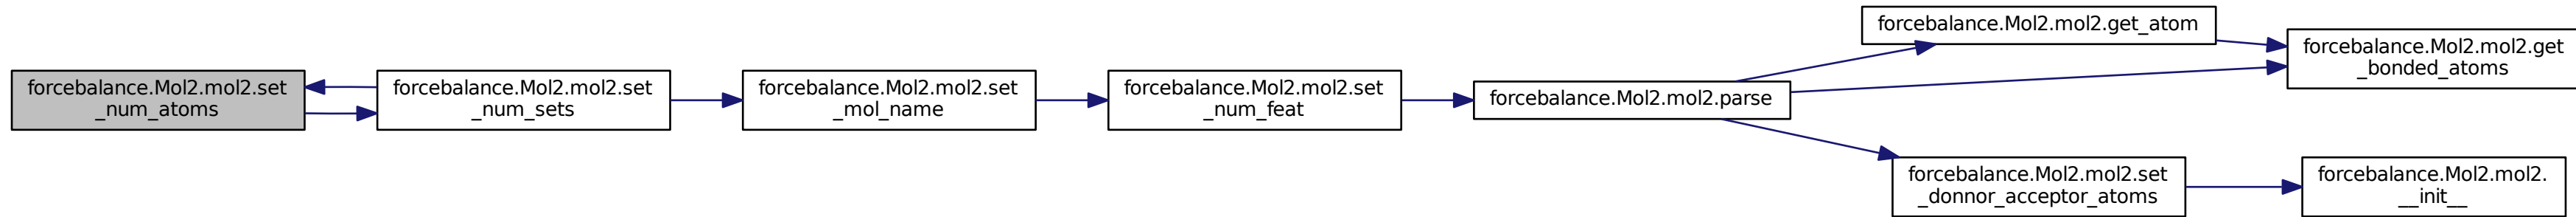 forcebalance.Mol2.mol2.set
_num_atoms
forcebalance.Mol2.mol2.set
_num_sets
forcebalance.Mol2.mol2.set
_mol_name
forcebalance.Mol2.mol2.set
_num_feat
forcebalance.Mol2.mol2.parse
forcebalance.Mol2.mol2.get_atom
forcebalance.Mol2.mol2.get
_bonded_atoms
forcebalance.Mol2.mol2.set
_donnor_acceptor_atoms
forcebalance.Mol2.mol2.
__init__